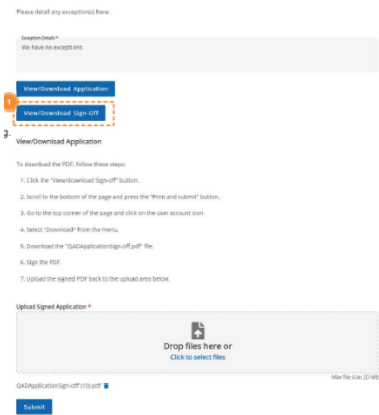 Please detail any exception(s) here:
Exception Details *
We have no exceptions
View/Download Application
1
View/Download Sign-Off
g.
View/Download Application
To download the PDF, follow these steps:
1. Click the "View/download Sign-off" button.
2. Scroll to the bottom of the page and press the "Print and submit" button.
3. Go to the top corner of the page and click on the user account icon.
4. Select "Download" from the menu.
5. Download the "QADApplicationSign-off.pdf" file.
6. Sign the PDF.
7. Upload the signed PDF back to the upload area below.
Upload Signed Application *
Drop files here or
Click to select files
Max file size: 20 MB
QADApplicationSign-off (10).pdf
Submit